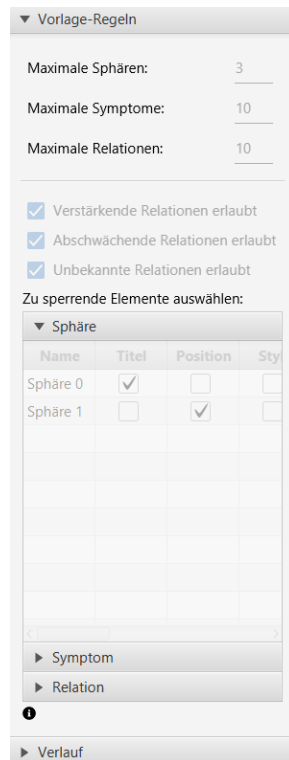 Vorlage-Regeln
Maximale Sphären: 3
Maximale Symptome: 10
Maximale Relationen: 10
Verstärkende Relationen erlaubt
Abschwächende Relationen erlaubt
Unbekannte Relationen erlaubt
Zu sperrende Elemente auswählen:
Sphäre
Name Titel Position Styl
Sphäre 0
Sphäre 1
Symptom
Relation
Verlauf